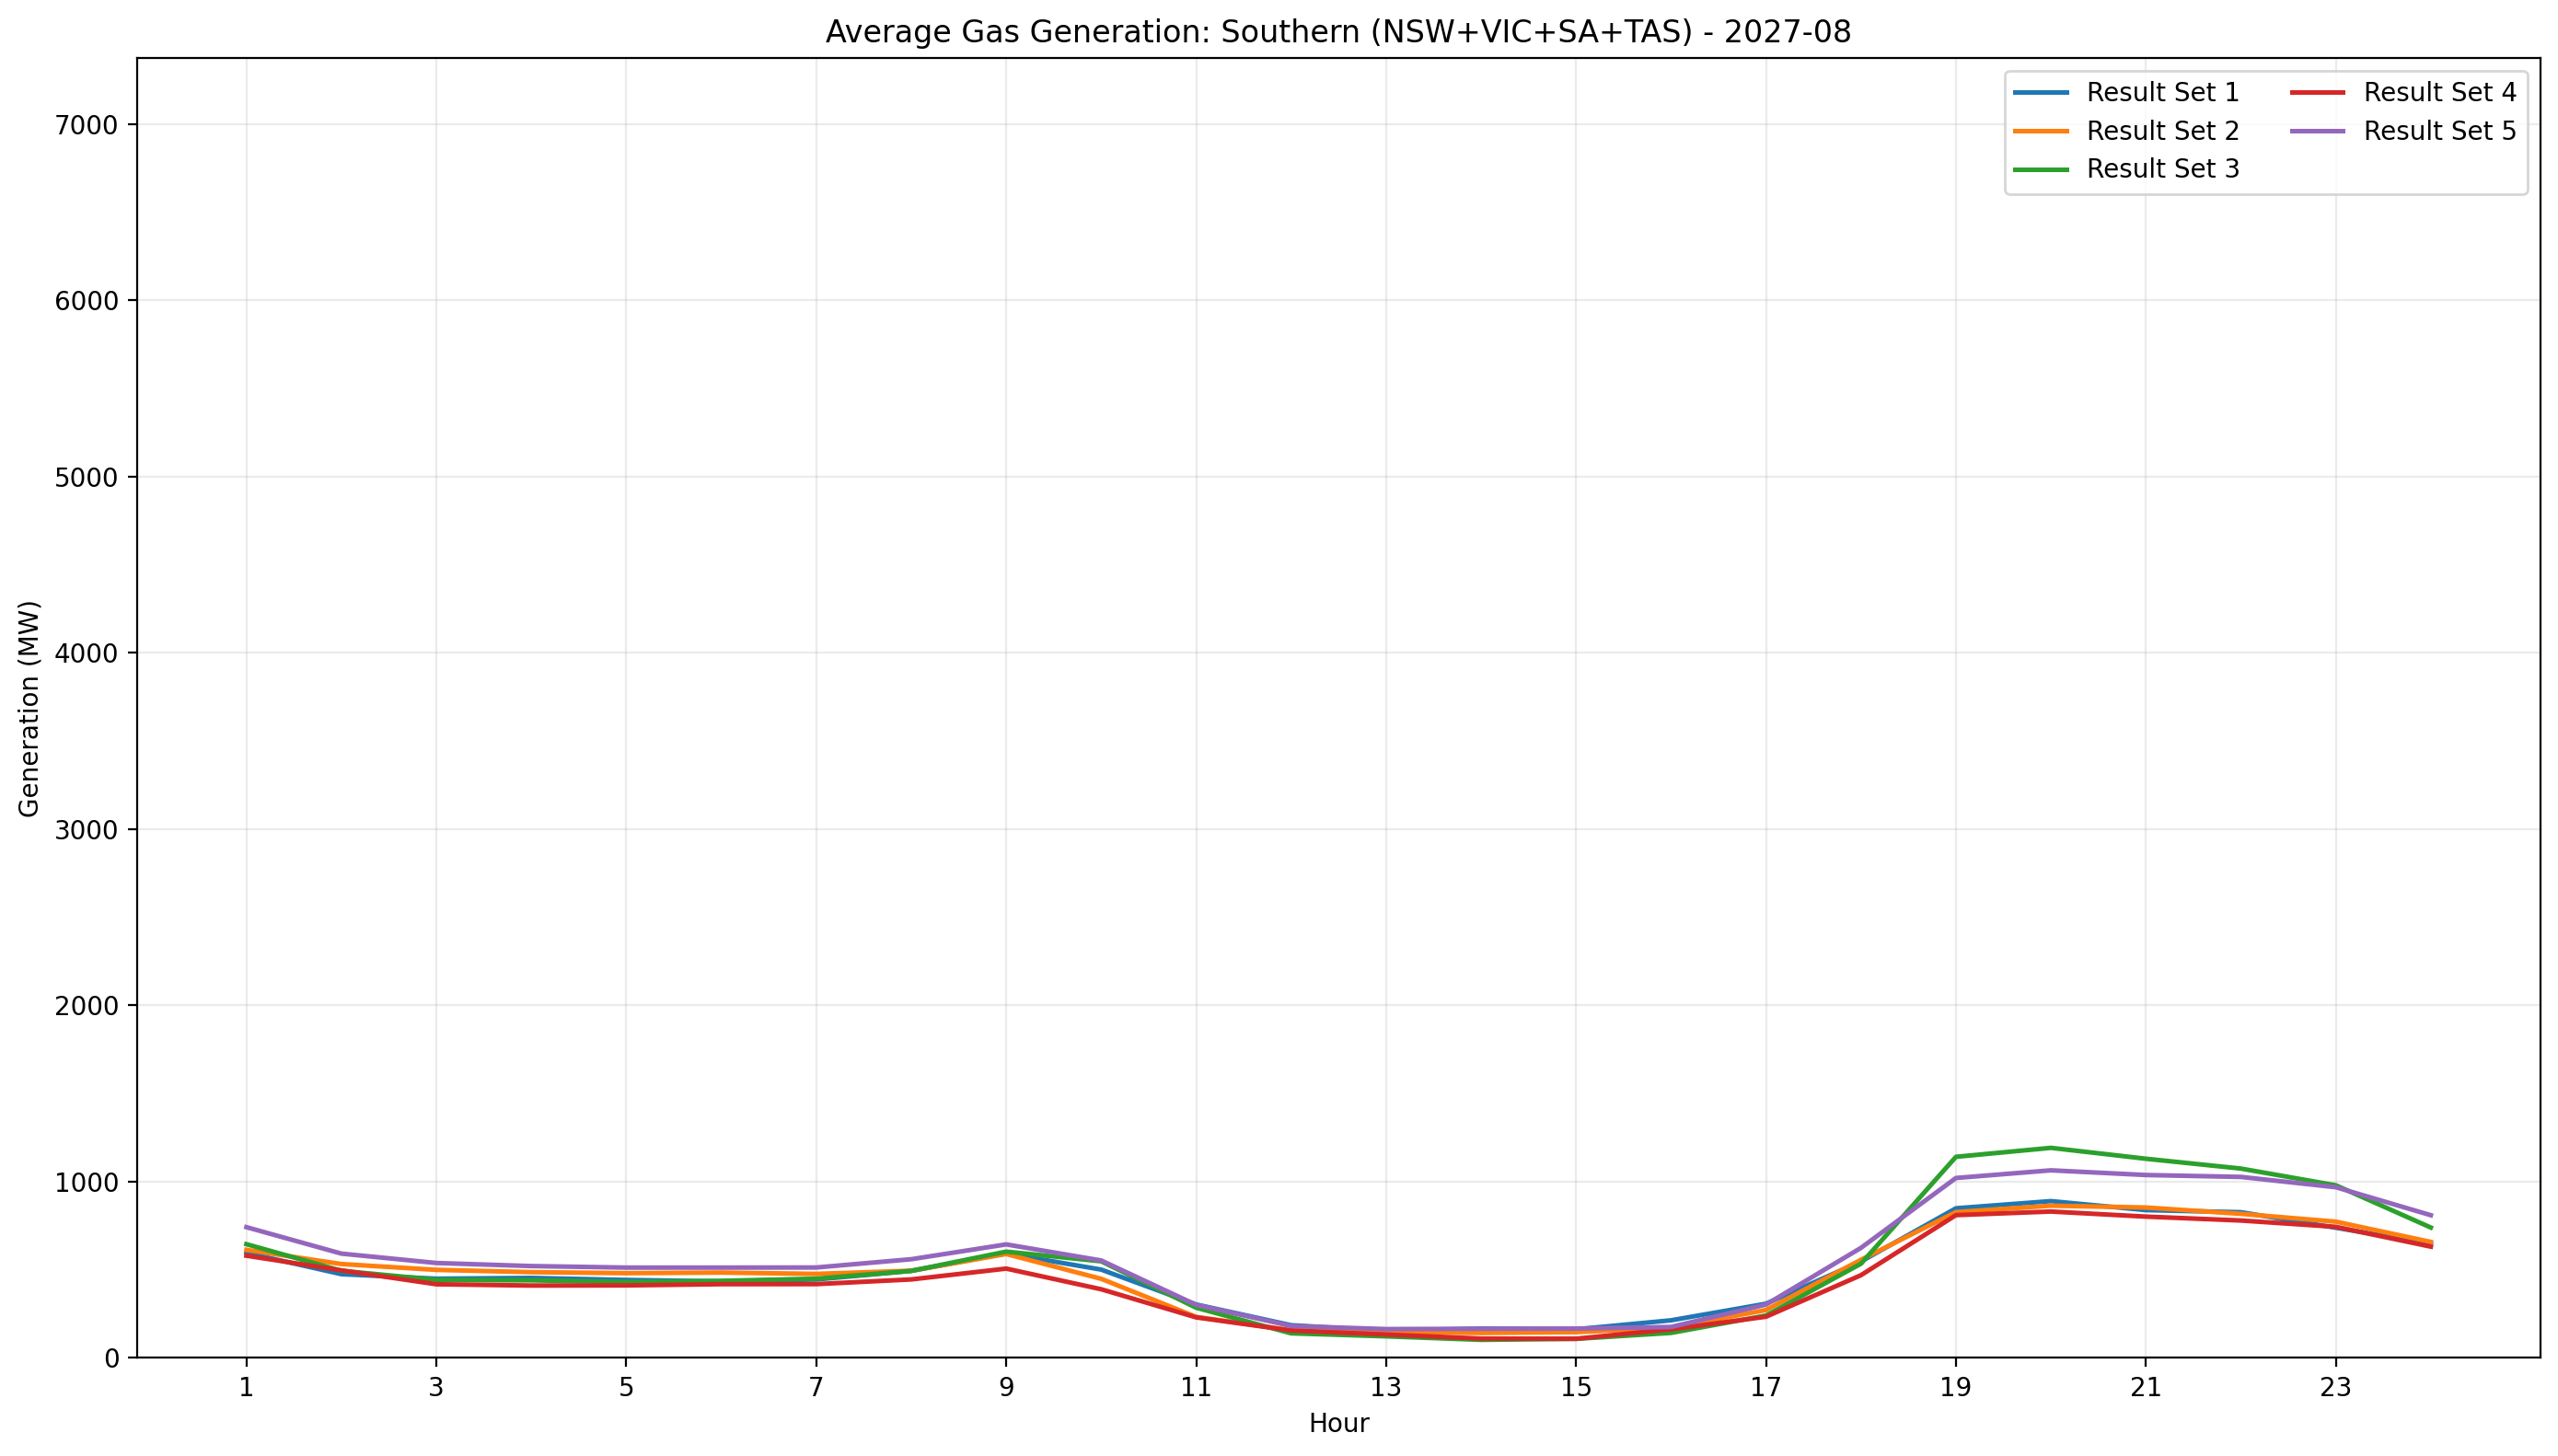 Average Gas Generation: Southern (NSW+VIC+SA+TAS) - 2027-08
Result Set 1
Result Set 2
Result Set 3
Result Set 4
Result Set 5
Generation (MW)
7000
6000
5000
4000
3000
2000
1000
0
1 3 5 7 9 11 13 15 17 19 21 23
Hour